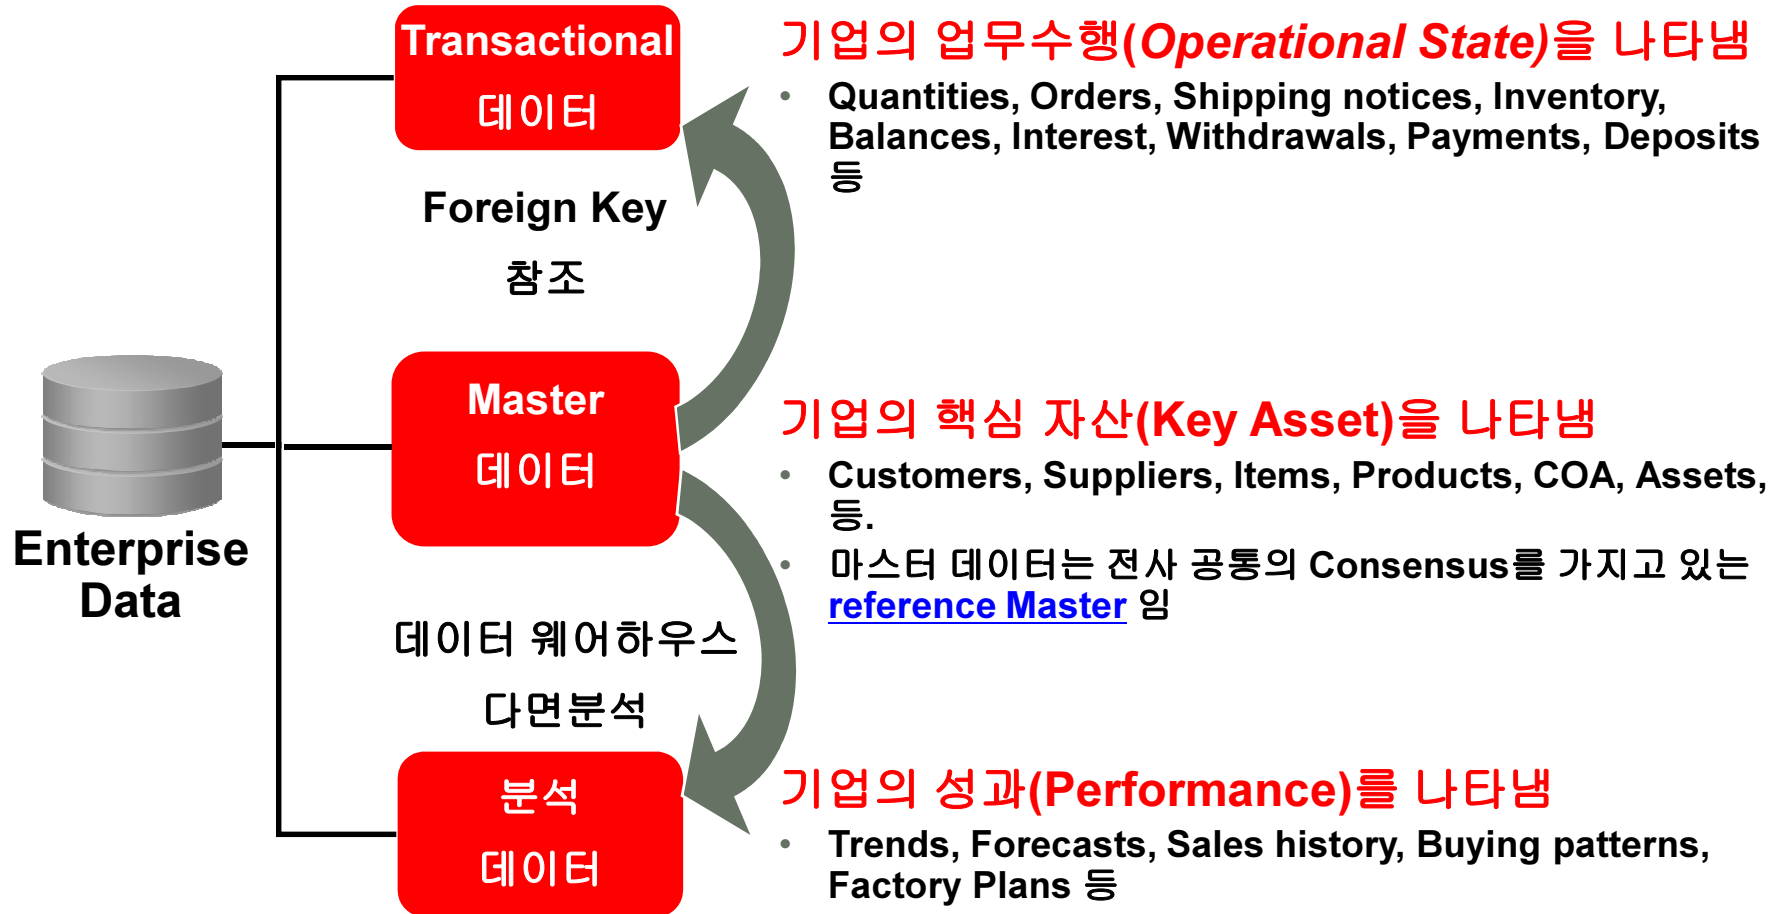 Transactional
데이터
기업의 업무수행(Operational State)을 나타냄
• Quantities, Orders, Shipping notices, Inventory,
Balances, Interest, Withdrawals, Payments, Deposits
등
Foreign Key
참조
Enterprise
Data
Master
데이터
기업의 핵심 자산(Key Asset)을 나타냄
• Customers, Suppliers, Items, Products, COA, Assets,
등.
• 마스터 데이터는 전사 공통의 Consensus를 가지고 있는
reference Master 임
데이터 웨어하우스
다면분석
분석
데이터
기업의 성과(Performance)를 나타냄
• Trends, Forecasts, Sales history, Buying patterns,
Factory Plans 등